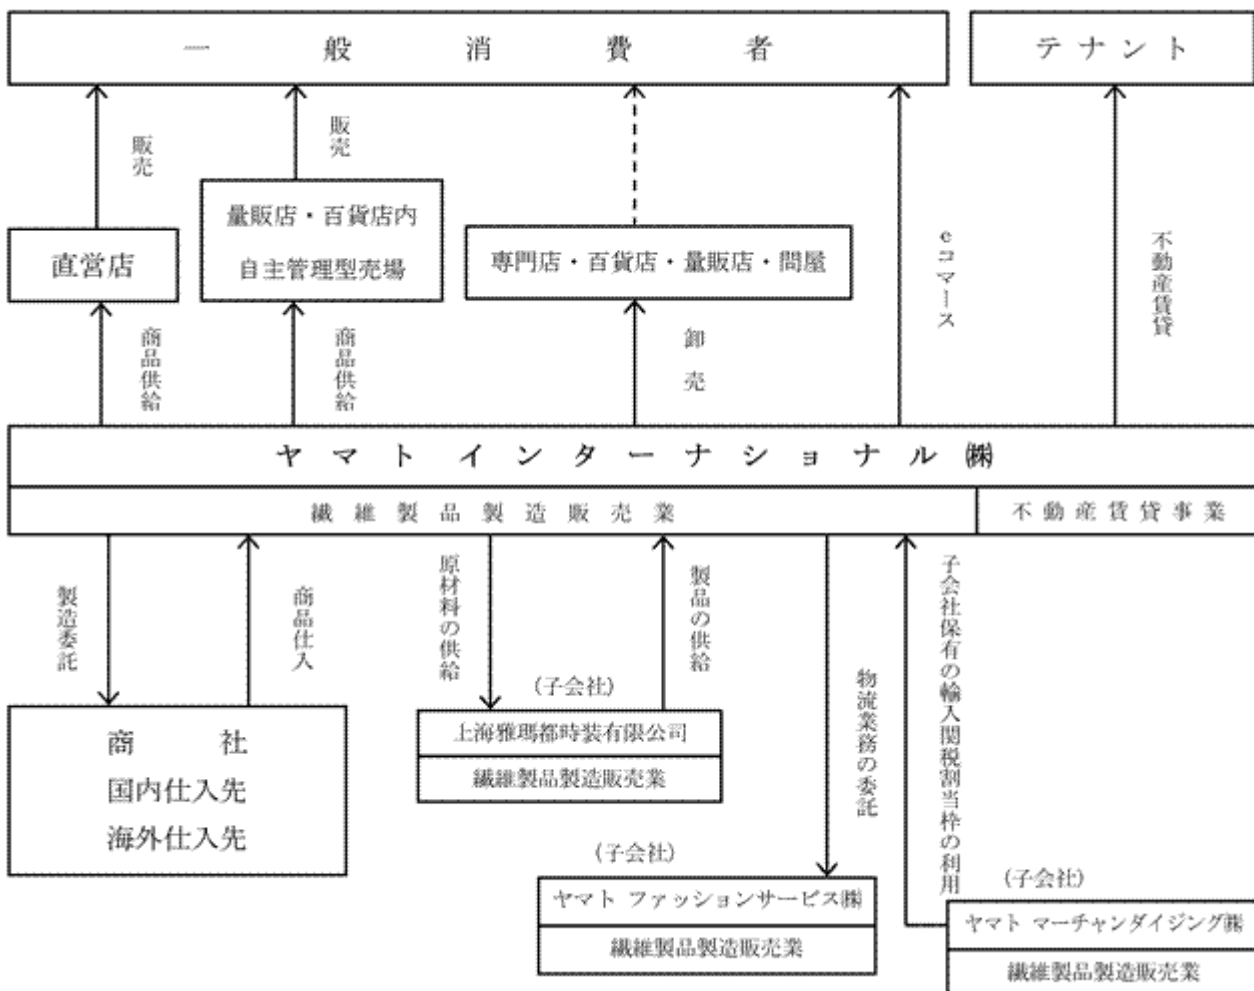 一般消費者
テナント
販売
販売
eコマース
不動産賃貸
直営店
量販店・百貨店内
自主管理型売場
専門店・百貨店・量販店・問屋
商品供給
商品供給
卸売
ヤマト インターナショナル㈱
繊維製品製造販売業
不動産賃貸事業
製造委託
商品仕入
原材料の供給
製品の供給
物流業務の委託
子会社保有の輸入関税割当枠の利用
商社
国内仕入先
海外仕入先
(子会社)
上海雅瑪都時装有限公司
繊維製品製造販売業
(子会社)
ヤマト ファッションサービス㈱
繊維製品製造販売業
(子会社)
ヤマト マーチャンダイジング㈱
繊維製品製造販売業